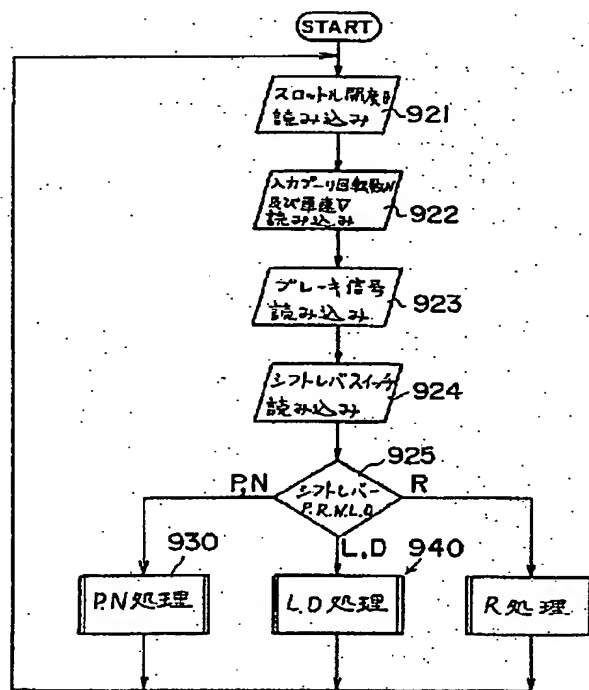 START
スロットル開度θ
読み込み
921
入力プーリ回転数N
及び車速V
読み込み
922
ブレーキ信号
読み込み
923
シフトレバスイッチ
読み込み
924
925
シフトレバー
P.R.N.L.D
P,N
R
L.D
930
940
P.N処理
L.D処理
R処理